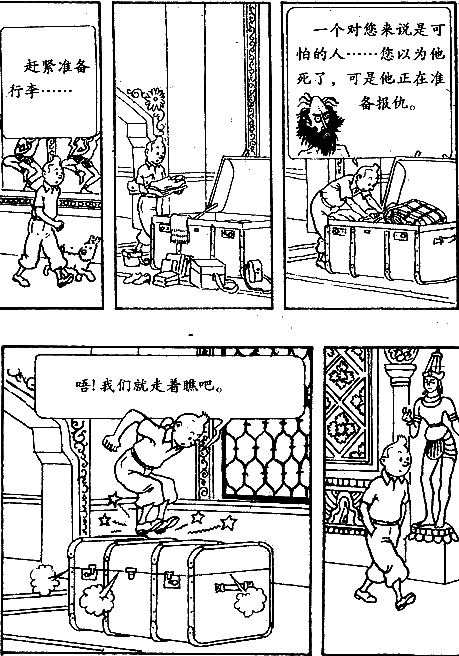 赶紧准备
行李……
一个对您来说是可
怕的人……您以为他
死了，可是他正在准
备报仇。
唔!我们就走着瞧吧。